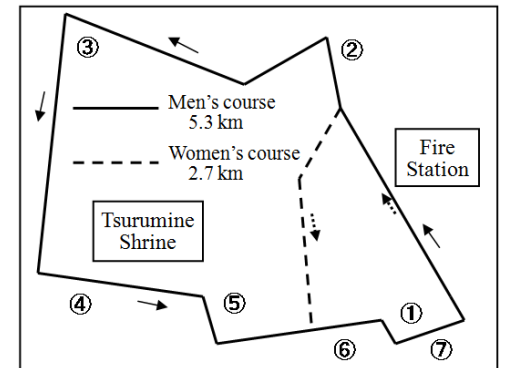 ③
②
Men's course
5.3 km
Women's course
2.7 km
Fire
Station
Tsurumine
Shrine
④
⑤
①
⑥
⑦